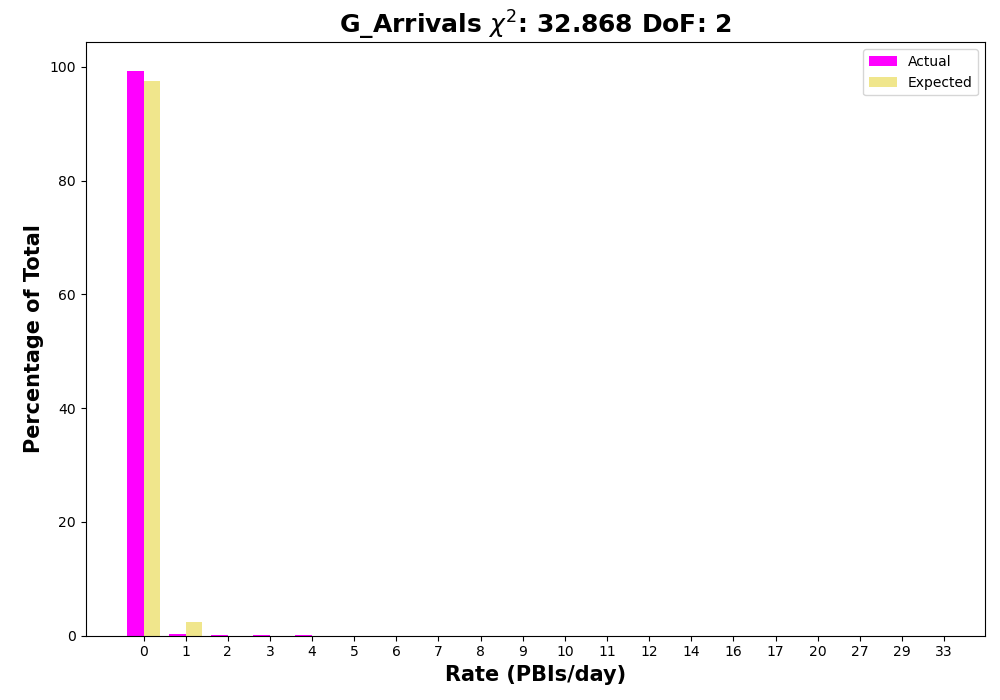 G_Arrivals χ²: 32.868 DoF: 2
Actual
Expected
100
80
60
40
20
0
Percentage of Total
0 1 2 3 4 5 6 7 8 9 10 11 12 14 16 17 20 27 29 33
Rate (PBIs/day)